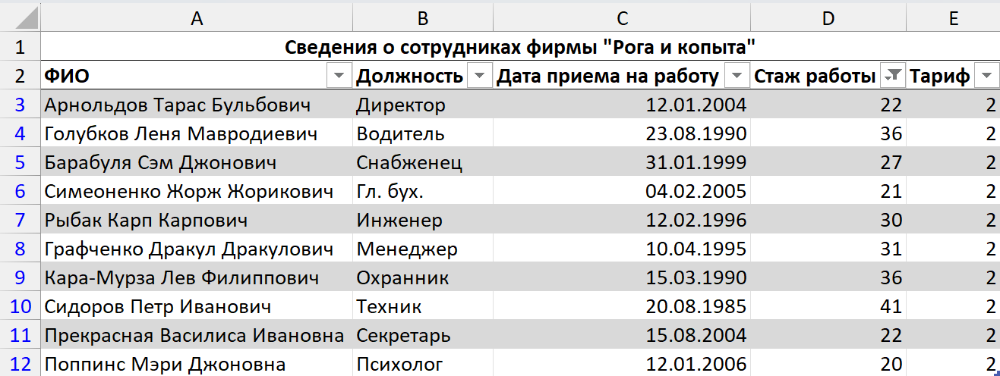 A B C D E
1 Сведения о сотрудниках фирмы "Рога и копыта"
2 ФИО Должность Дата приема на работу Стаж работы Тариф
3 Арнольдов Тарас Бульбович Директор 12.01.2004 22 2
4 Голубков Леня Мавродиевич Водитель 23.08.1990 36 2
5 Барабуля Сэм Джонович Снабженец 31.01.1999 27 2
6 Симеоненко Жорж Жорикович Гл. бух. 04.02.2005 21 2
7 Рыбак Карп Карпович Инженер 12.02.1996 30 2
8 Графченко Дракул Дракулович Менеджер 10.04.1995 31 2
9 Кара-Мурза Лев Филиппович Охранник 15.03.1990 36 2
10 Сидоров Петр Иванович Техник 20.08.1985 41 2
11 Прекрасная Василиса Ивановна Секретарь 15.08.2004 22 2
12 Поппинс Мэри Джоновна Психолог 12.01.2006 20 2